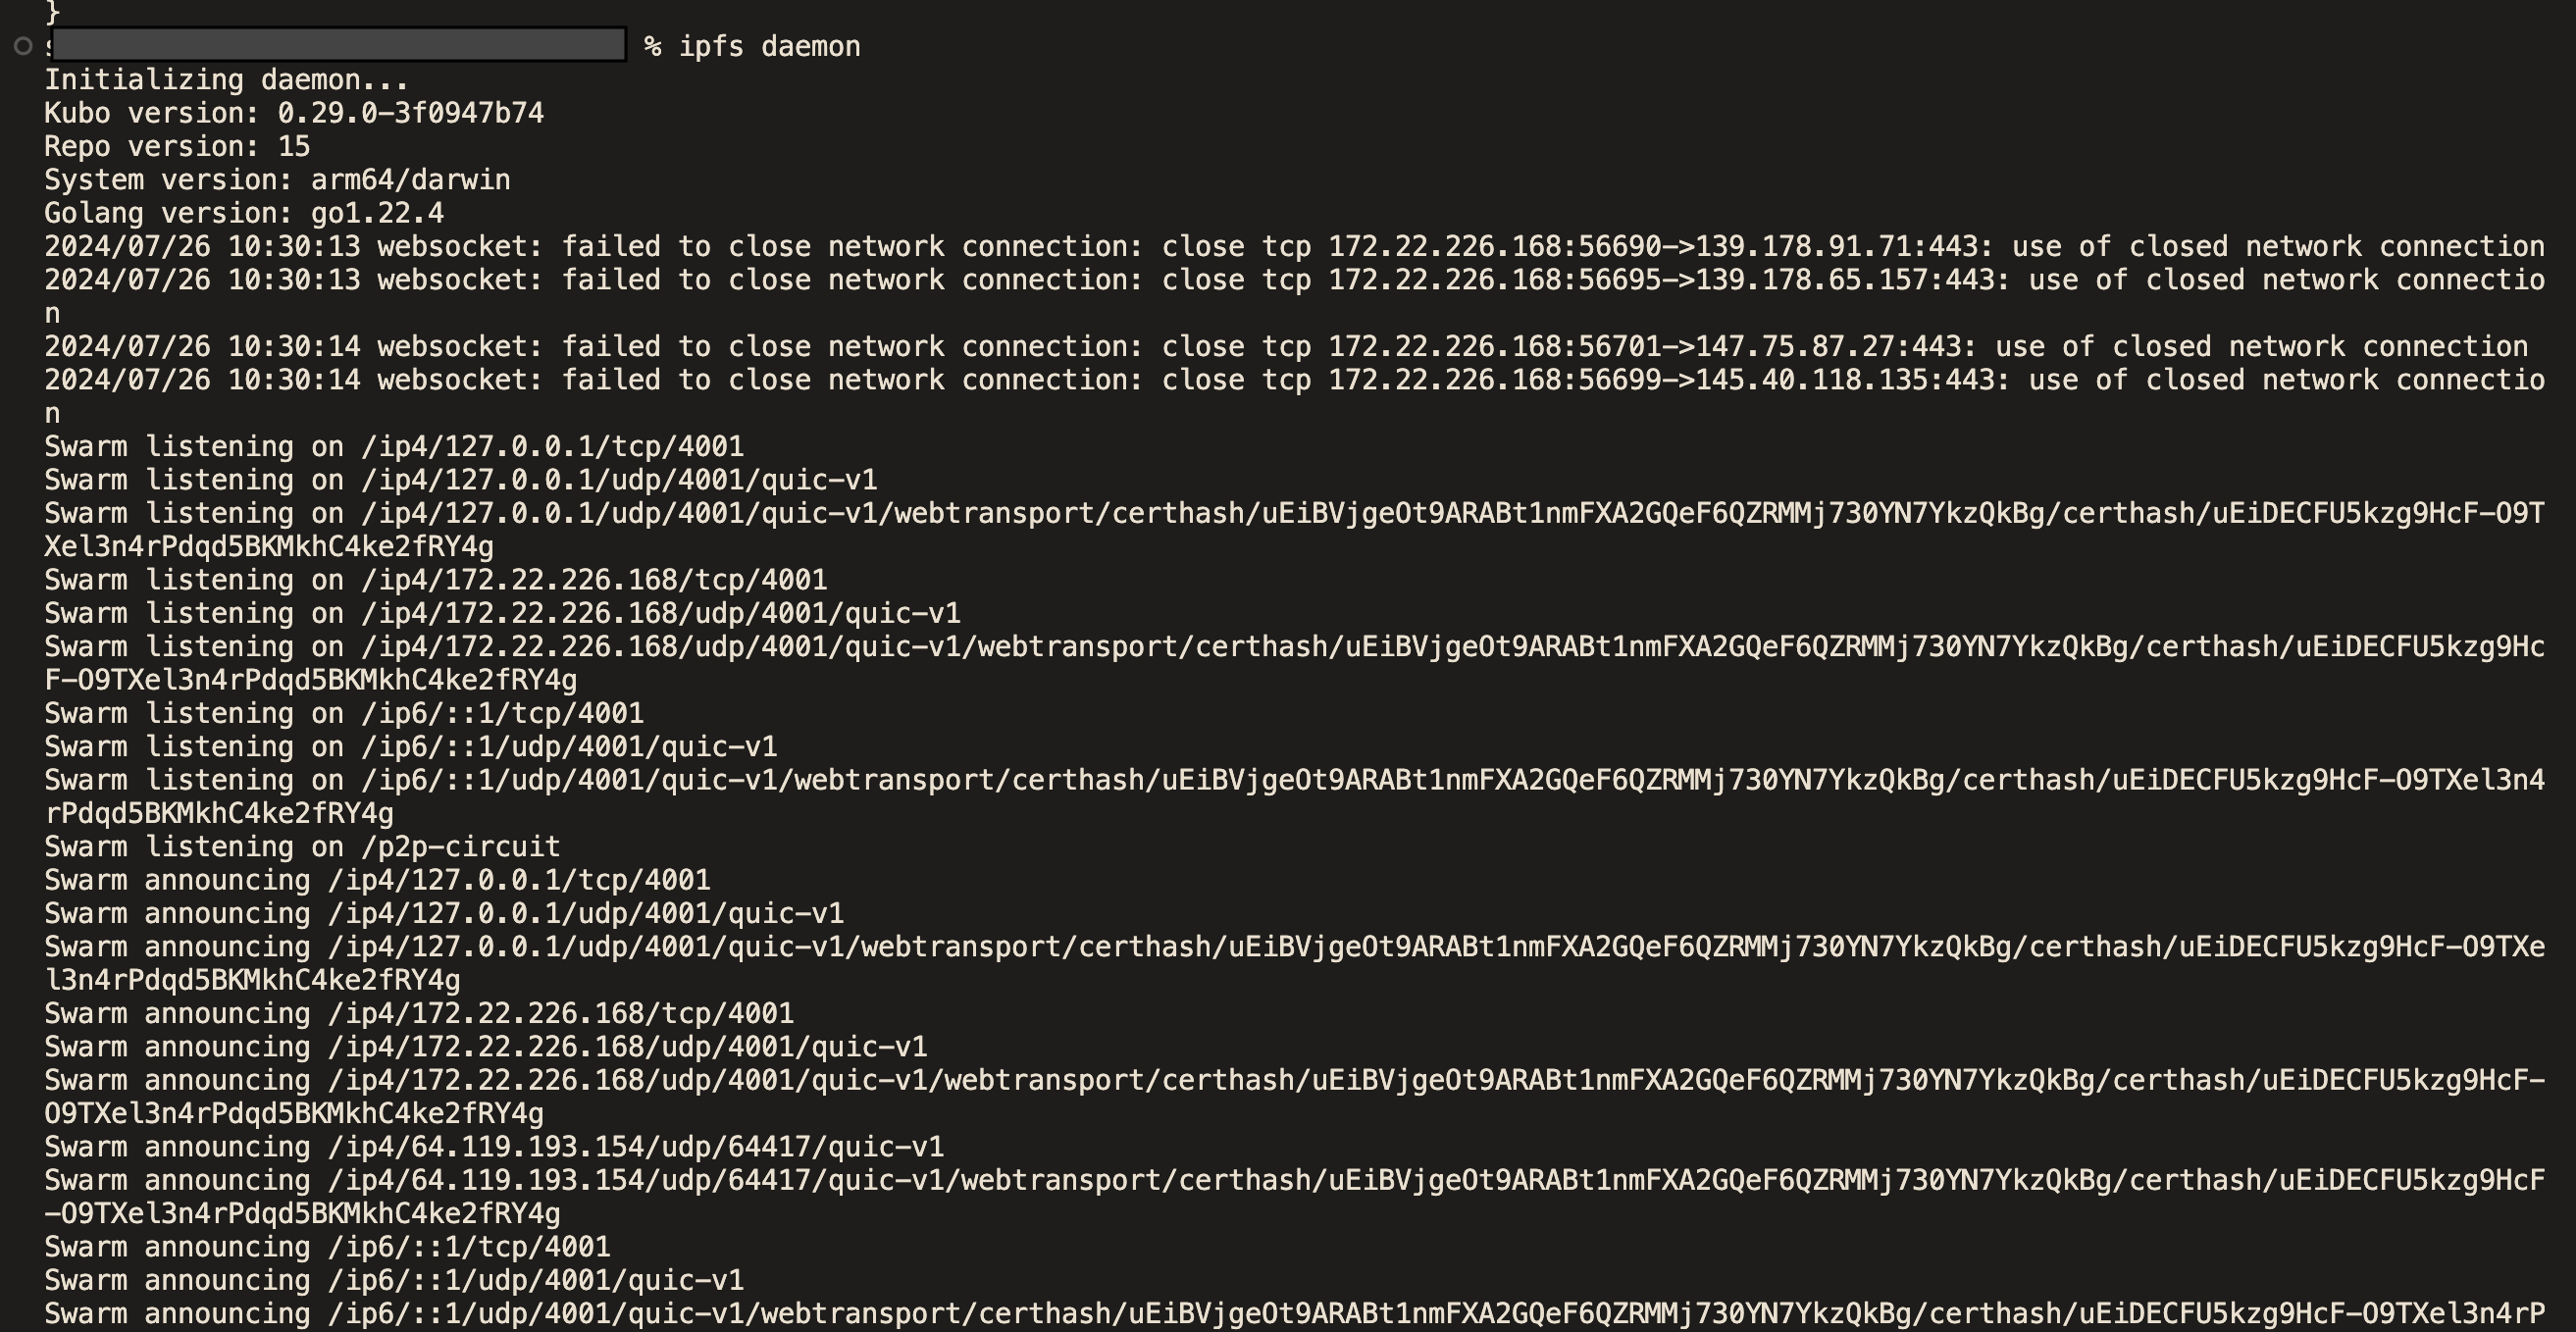 }
% ipfs daemon
Initializing daemon...
Kubo version: 0.29.0-3f0947b74
Repo version: 15
System version: arm64/darwin
Golang version: go1.22.4
2024/07/26 10:30:13 websocket: failed to close network connection: close tcp 172.22.226.168:56690->139.178.91.71:443: use of closed network connection
2024/07/26 10:30:13 websocket: failed to close network connection: close tcp 172.22.226.168:56695->139.178.65.157:443: use of closed network connectio
n
2024/07/26 10:30:14 websocket: failed to close network connection: close tcp 172.22.226.168:56701->147.75.87.27:443: use of closed network connection
2024/07/26 10:30:14 websocket: failed to close network connection: close tcp 172.22.226.168:56699->145.40.118.135:443: use of closed network connectio
n
Swarm listening on /ip4/127.0.0.1/tcp/4001
Swarm listening on /ip4/127.0.0.1/udp/4001/quic-v1
Swarm listening on /ip4/127.0.0.1/udp/4001/quic-v1/webtransport/certhash/uEiBVjgeOt9ARABt1nmFXA2GQeF6QZRMMj730YN7YkzQkBg/certhash/uEiDECFU5kzg9HcF-O9T
Xel3n4rPdqd5BKMkhC4ke2fRY4g
Swarm listening on /ip4/172.22.226.168/tcp/4001
Swarm listening on /ip4/172.22.226.168/udp/4001/quic-v1
Swarm listening on /ip4/172.22.226.168/udp/4001/quic-v1/webtransport/certhash/uEiBVjgeOt9ARABt1nmFXA2GQeF6QZRMMj730YN7YkzQkBg/certhash/uEiDECFU5kzg9Hc
F-O9TXel3n4rPdqd5BKMkhC4ke2fRY4g
Swarm listening on /ip6/::1/tcp/4001
Swarm listening on /ip6/::1/udp/4001/quic-v1
Swarm listening on /ip6/::1/udp/4001/quic-v1/webtransport/certhash/uEiBVjgeOt9ARABt1nmFXA2GQeF6QZRMMj730YN7YkzQkBg/certhash/uEiDECFU5kzg9HcF-O9TXel3n4
rPdqd5BKMkhC4ke2fRY4g
Swarm listening on /p2p-circuit
Swarm announcing /ip4/127.0.0.1/tcp/4001
Swarm announcing /ip4/127.0.0.1/udp/4001/quic-v1
Swarm announcing /ip4/127.0.0.1/udp/4001/quic-v1/webtransport/certhash/uEiBVjgeOt9ARABt1nmFXA2GQeF6QZRMMj730YN7YkzQkBg/certhash/uEiDECFU5kzg9HcF-O9TXe
l3n4rPdqd5BKMkhC4ke2fRY4g
Swarm announcing /ip4/172.22.226.168/tcp/4001
Swarm announcing /ip4/172.22.226.168/udp/4001/quic-v1
Swarm announcing /ip4/172.22.226.168/udp/4001/quic-v1/webtransport/certhash/uEiBVjgeOt9ARABt1nmFXA2GQeF6QZRMMj730YN7YkzQkBg/certhash/uEiDECFU5kzg9HcF-
O9TXel3n4rPdqd5BKMkhC4ke2fRY4g
Swarm announcing /ip4/64.119.193.154/udp/64417/quic-v1
Swarm announcing /ip4/64.119.193.154/udp/64417/quic-v1/webtransport/certhash/uEiBVjgeOt9ARABt1nmFXA2GQeF6QZRMMj730YN7YkzQkBg/certhash/uEiDECFU5kzg9HcF
-O9TXel3n4rPdqd5BKMkhC4ke2fRY4g
Swarm announcing /ip6/::1/tcp/4001
Swarm announcing /ip6/::1/udp/4001/quic-v1
Swarm announcing /ip6/::1/udp/4001/quic-v1/webtransport/certhash/uEiBVjgeOt9ARABt1nmFXA2GQeF6QZRMMj730YN7YkzQkBg/certhash/uEiDECFU5kzg9HcF-O9TXel3n4rP